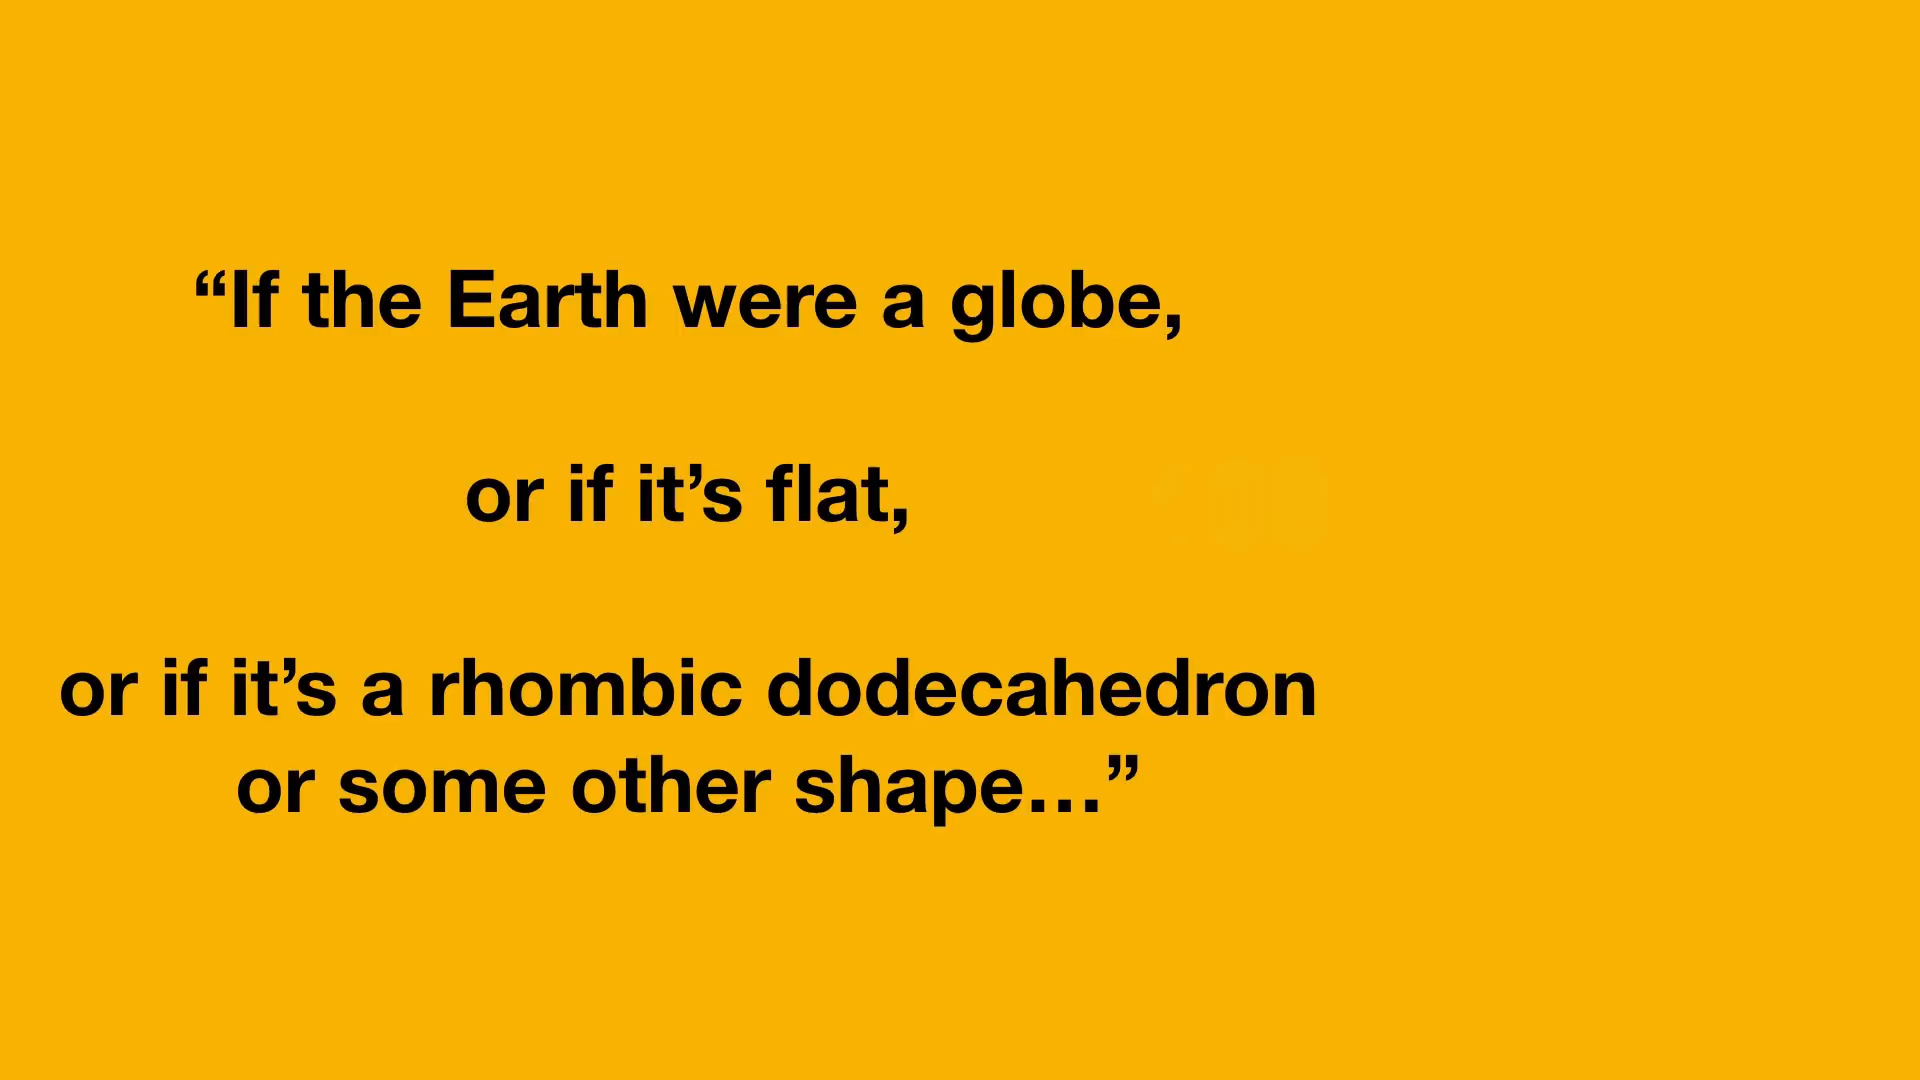 “If the Earth were a globe,
or if it’s flat,
or if it’s a rhombic dodecahedron
or some other shape…”